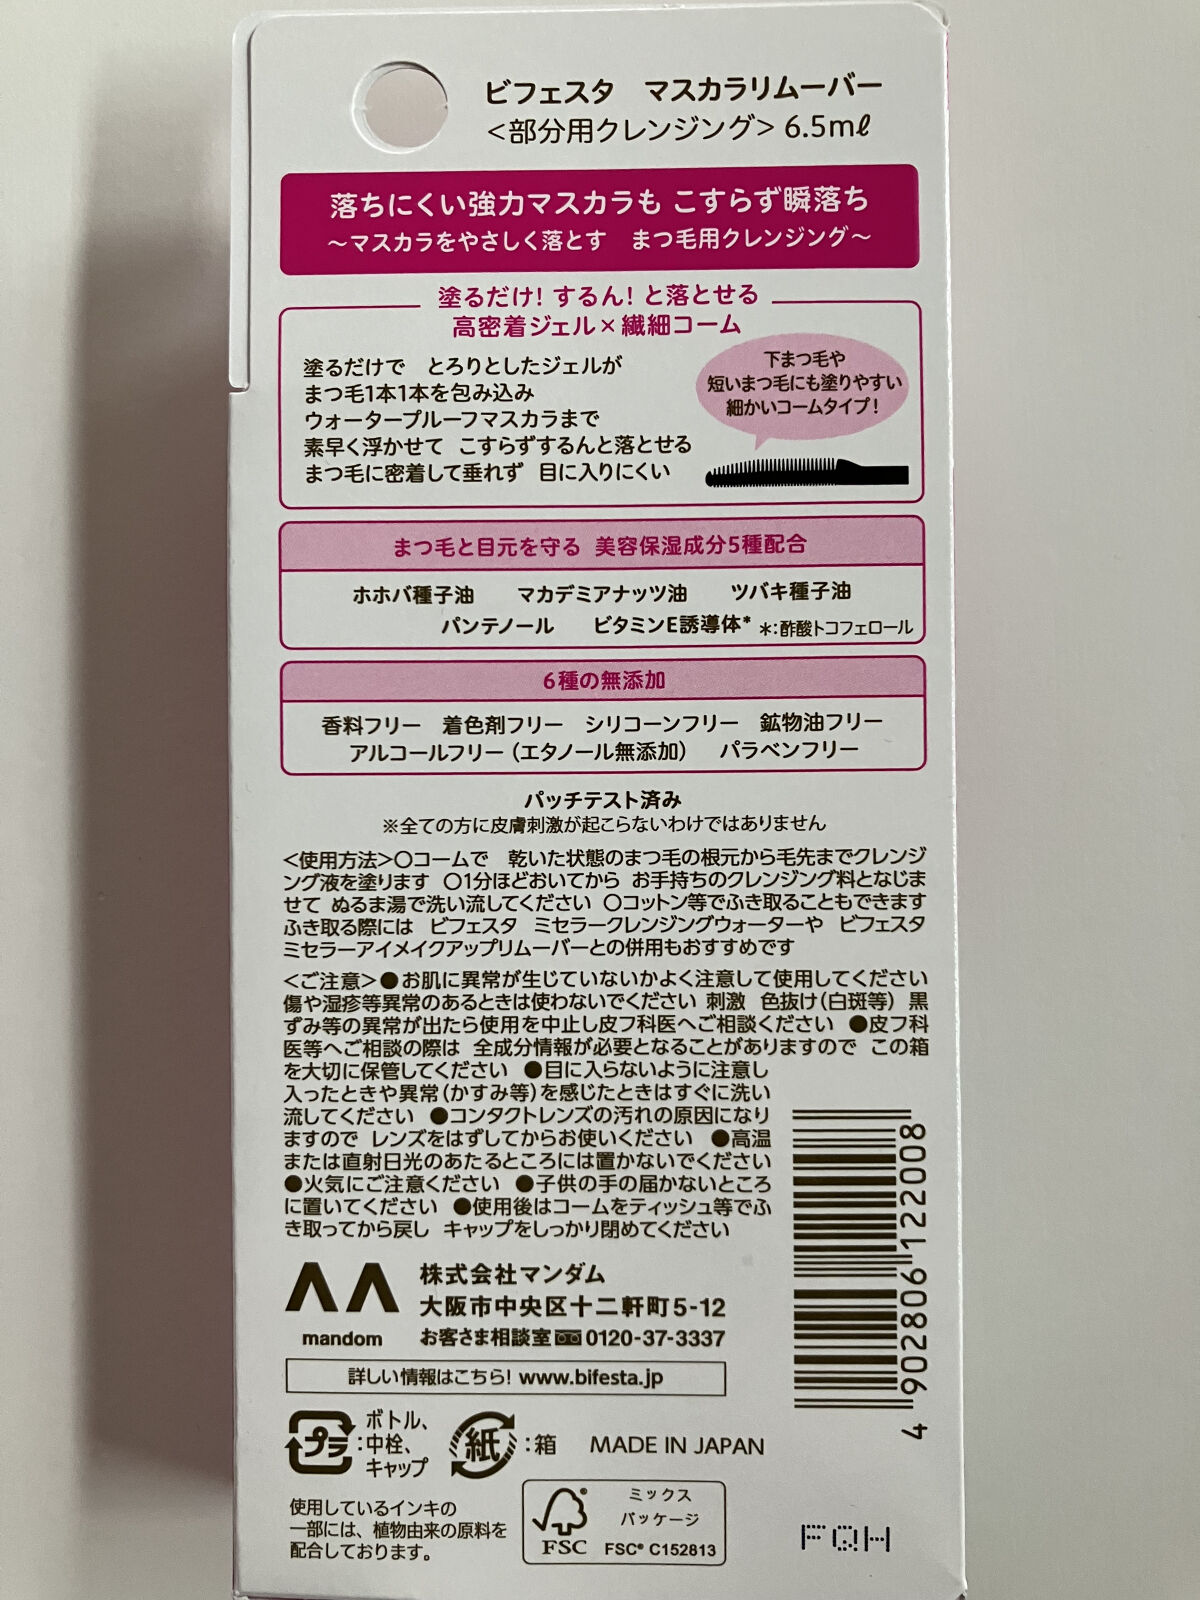 ビフェスタ　マスカラリムーバー
＜部分用クレンジング＞ 6.5mℓ
落ちにくい強力マスカラも こすらず瞬落ち
～マスカラをやさしく落とす　まつ毛用クレンジング～
塗るだけ！するん！と落とせる
高密着ジェル×繊細コーム
塗るだけで　とろりとしたジェルが
まつ毛1本1本を包み込み
ウォータープルーフマスカラまで
素早く浮かせて　こすらずするんと落とせる
まつ毛に密着して垂れず　目に入りにくい
下まつ毛や
短いまつ毛にも塗りやすい
細かいコームタイプ！
まつ毛と目元を守る　美容保湿成分5種配合
ホホバ種子油　マカデミアナッツ油　ツバキ種子油
パンテノール　ビタミンE誘導体*　＊：酢酸トコフェロール
6種の無添加
香料フリー　着色剤フリー　シリコーンフリー　鉱物油フリー
アルコールフリー（エタノール無添加）　パラベンフリー
パッチテスト済み
※全ての方に皮膚刺激が起こらないわけではありません
＜使用方法＞○コームで　乾いた状態のまつ毛の根元から毛先までクレンジ
ング液を塗ります　○1分ほどおいてから　お手持ちのクレンジング料となじま
せて　ぬるま湯で洗い流してください　○コットン等でふき取ることもできます
ふき取る際には　ビフェスタ　ミセラークレンジングウォーターや　ビフェスタ
ミセラーアイメイクアップリムーバーとの併用もおすすめです
＜ご注意＞●お肌に異常が生じていないかよく注意して使用してください
傷や湿疹等異常のあるときは使わないでください　刺激　色抜け（白斑等）　黒
ずみ等の異常が出たら使用を中止し皮フ科医へご相談ください　●皮フ科
医等へご相談の際は　全成分情報が必要となることがありますので　この箱
を大切に保管してください　●目に入らないように注意し
入ったときや異常（かすみ等）を感じたときはすぐに洗い
流してください　●コンタクトレンズの汚れの原因になり
ますので　レンズをはずしてからお使いください　●高温
または直射日光のあたるところには置かないでください
●火気にご注意ください　●子供の手の届かないところ
に置いてください　●使用後はコームをティッシュ等でふ
き取ってから戻し　キャップをしっかり閉めてください
4 902806 122008
mandom
株式会社マンダム
大阪市中央区十二軒町5-12
お客さま相談室 0120-37-3337
詳しい情報はこちら！ www.bifesta.jp
プラ：ボトル、
中栓、
キャップ
紙：箱
MADE IN JAPAN
使用しているインキの
一部には、植物由来の原料を
配合しております。
FSC®
ミックス
パッケージ
FSC® C152813
FQH